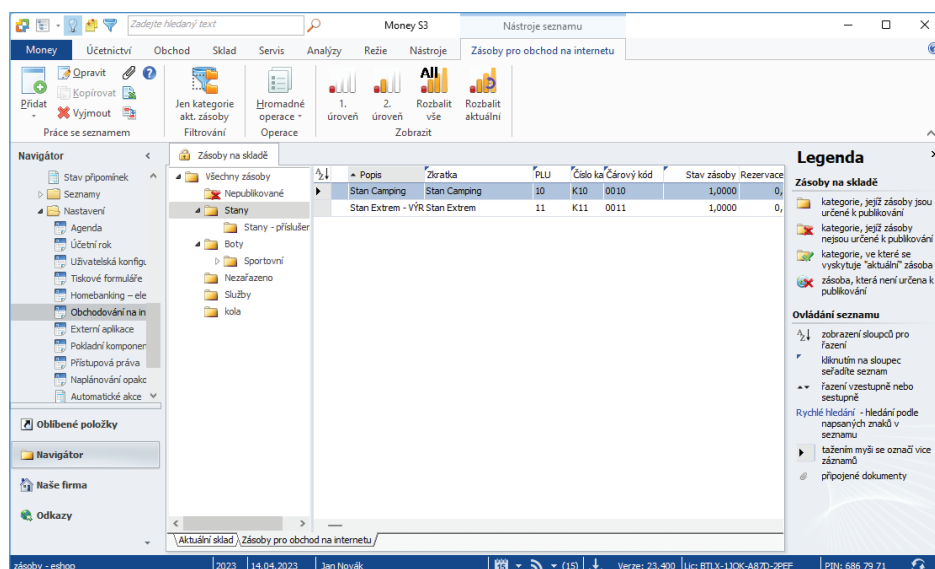 Zadejte hledaný text
Money S3
Nástroje seznamu
Money Účetnictví Obchod Sklad Servis Analýzy Režie Nástroje Zásoby pro obchod na internetu
Přidat
Opravit
Kopírovat
Vyjmout
Jen kategorie
akt. zásoby
Hromadné
operace
1.
úroveň
2.
úroveň
All
Rozbalit
vše
Rozbalit
aktuální
Práce se seznamem Filtrování Operace Zobrazit
Navigátor
Stav připomínek
Seznamy
Nastavení
Agenda
Účetní rok
Uživatelská konfigu
Tiskové formuláře
Homebanking – ele
Obchodování na in
Externí aplikace
Pokladní komponen
Přístupová práva
Naplánování opako
Automatické akce
Oblíbené položky
Navigátor
Naše firma
Odkazy
Zásoby na skladě
Všechny zásoby
Nepublikované
Stany
Stany - příslušer
Boty
Sportovní
Nezařazeno
Služby
kola
Popis Zkratka PLU Číslo ka Čárový kód Stav zásoby Rezervace
Stan Camping Stan Camping 10 K10 0010 1,0000 0,
Stan Extrem - VÝR Stan Extrem 11 K11 0011 1,0000 0,
Aktuální sklad Zásoby pro obchod na internetu
Legenda
Zásoby na skladě
kategorie, jejíž zásoby jsou
určené k publikování
kategorie, jejíž zásoby
nejsou určené k publikování
kategorie, ve které se
vyskytuje "aktuální" zásoba
zásoba, která není určena k
publikování
Ovládání seznamu
zobrazení sloupců pro
řazení
kliknutím na sloupec
seřadíte seznam
řazení vzestupně nebo
sestupně
Rychlé hledání - hledání podle
napsaných znaků v
seznamu
tažením myši se označí více
záznamů
připojené dokumenty
zásoby - eshop 2023 14.04.2023 Jan Novák (15) Verze: 23.400 Lic: BTLX-1JOK-A87D-2PEF PIN: 686 79 71